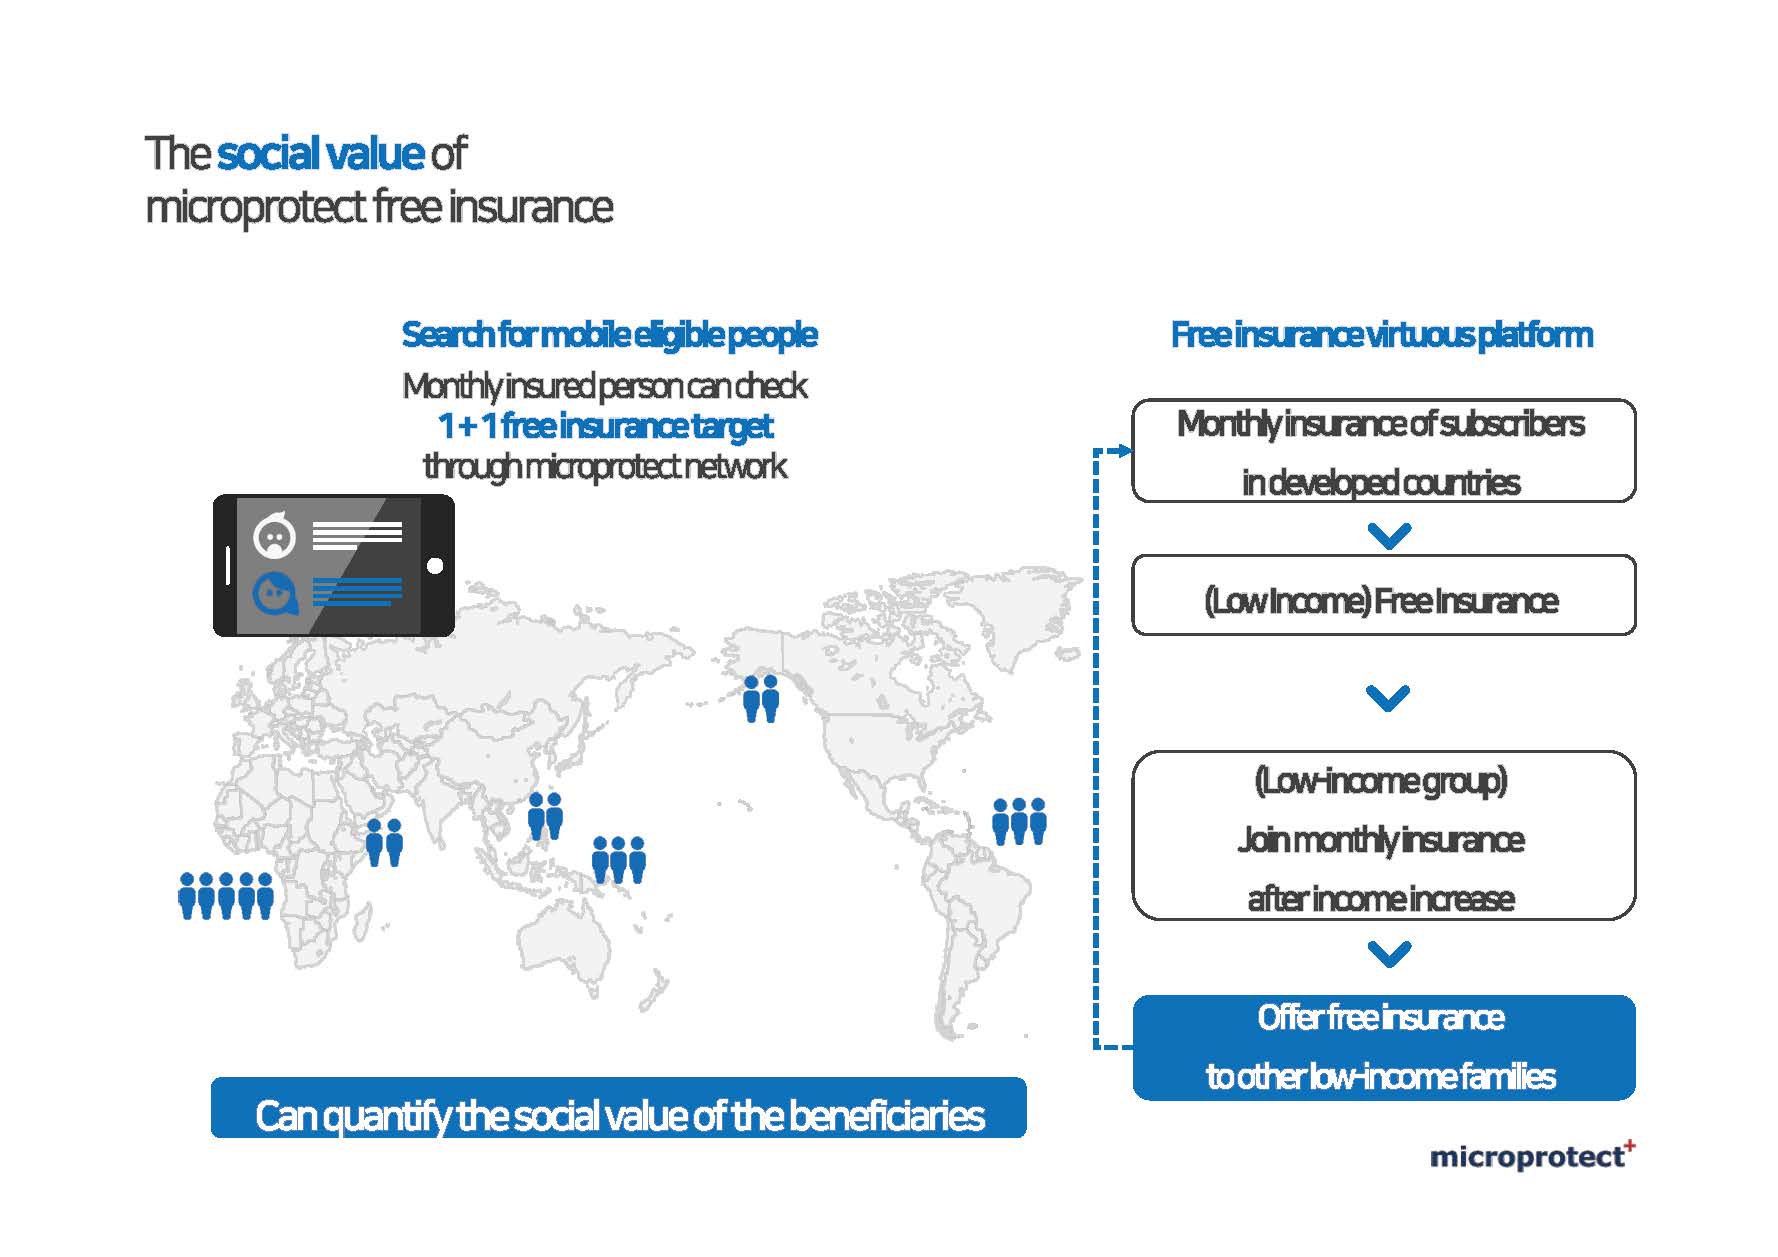 The social value of
microprotect free insurance
Search for mobile eligible people
Monthly insured person can check
1 + 1 free insurance target
through microprotect network
Can quantify the social value of the beneficiaries
Free insurance virtuous platform
Monthly insurance of subscribers
in developed countries
(Low Income) Free Insurance
(Low-income group)
Join monthly insurance
after income increase
Offer free insurance
to other low-income families
microprotect+